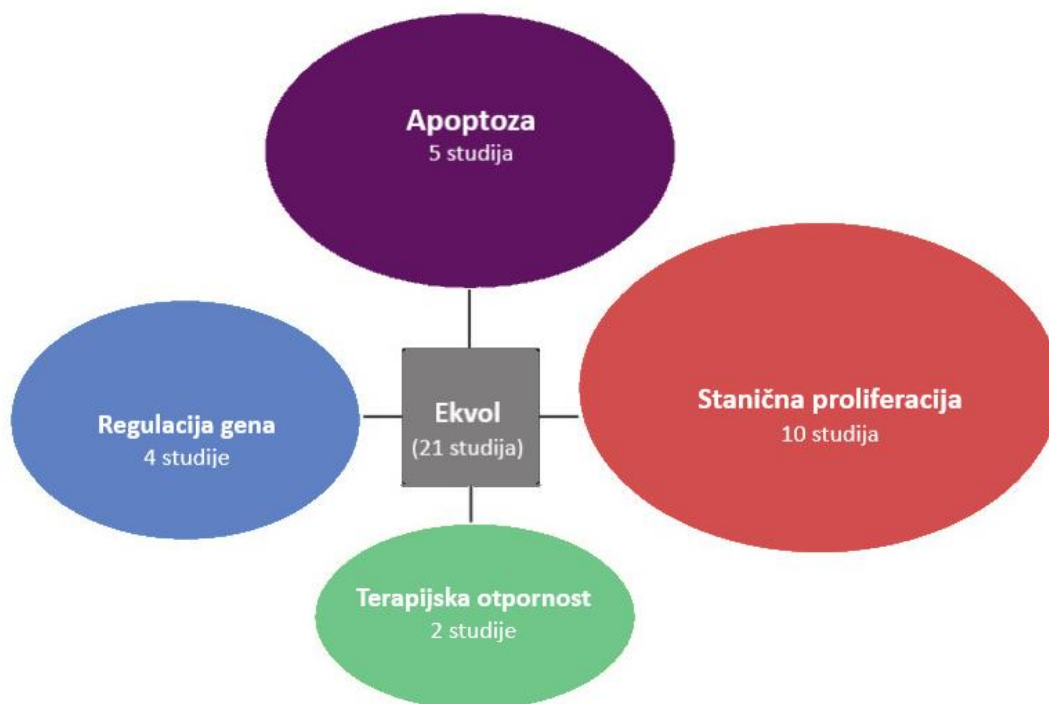 Apoptoza
5 studija
Regulacija gena
4 studije
Ekvol
(21 studija)
Stanična proliferacija
10 studija
Terapijska otpornost
2 studije